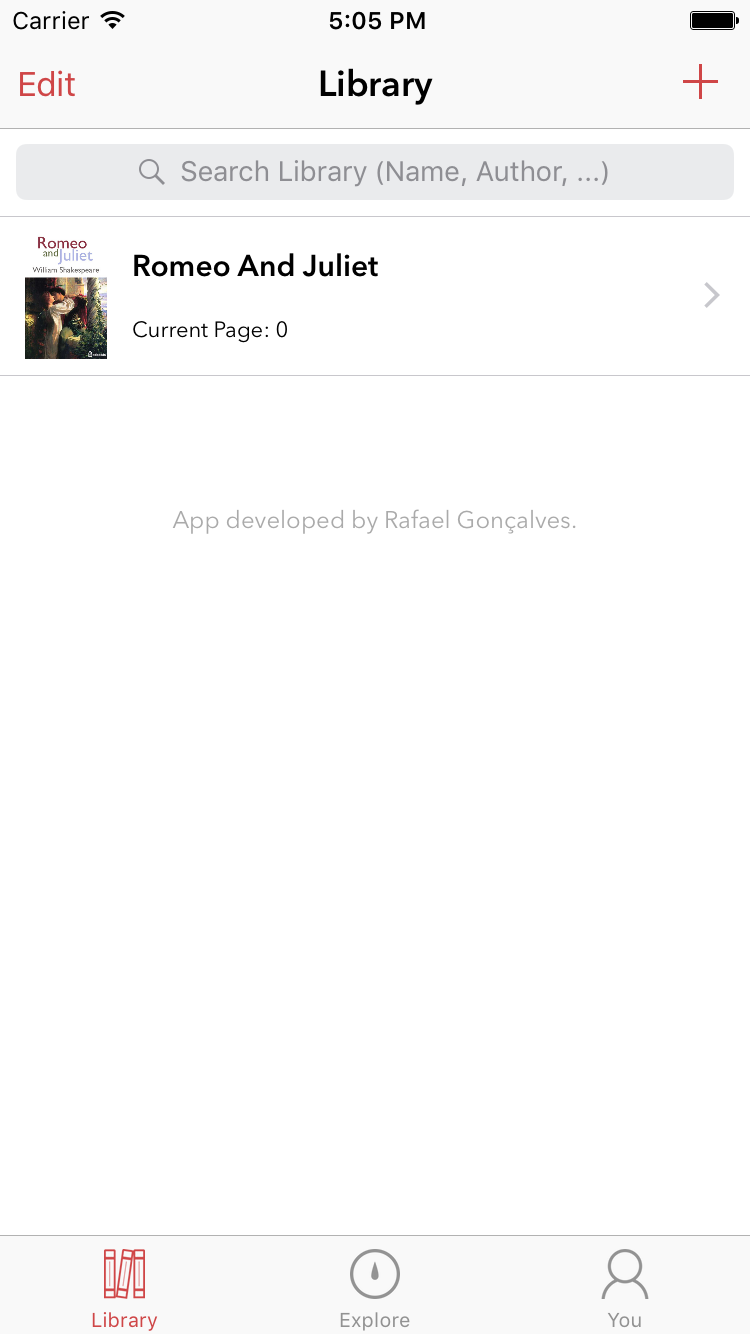 Carrier 5:05 PM
Edit Library
Search Library (Name, Author, ...)
Romeo
and Juliet
William Shakespeare
Romeo And Juliet
Current Page: 0
App developed by Rafael Gonçalves.
Library Explore You